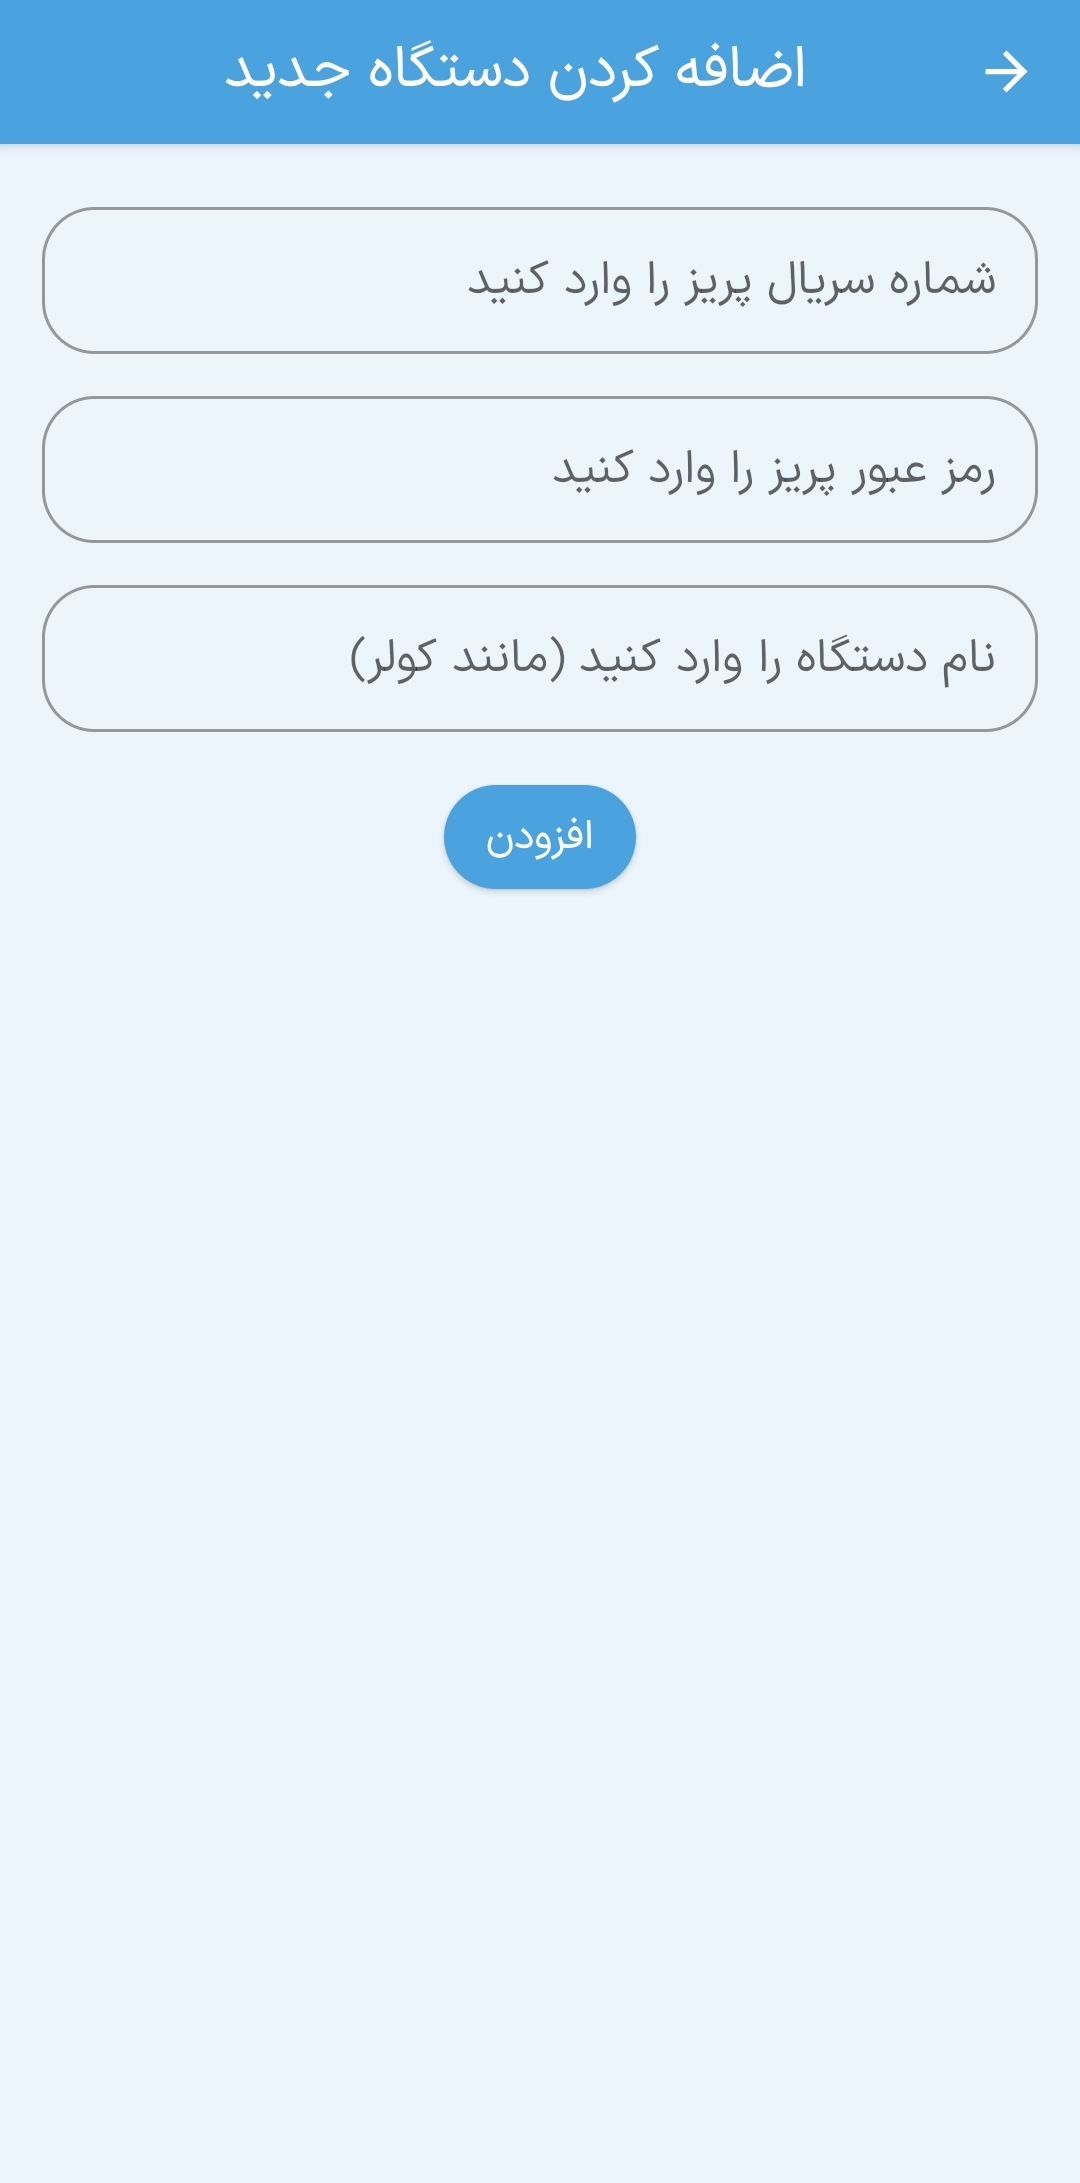 اضافه کردن دستگاه جدید
شماره سریال پریز را وارد کنید
رمز عبور پریز را وارد کنید
نام دستگاه را وارد کنید (مانند کولر)
افزودن